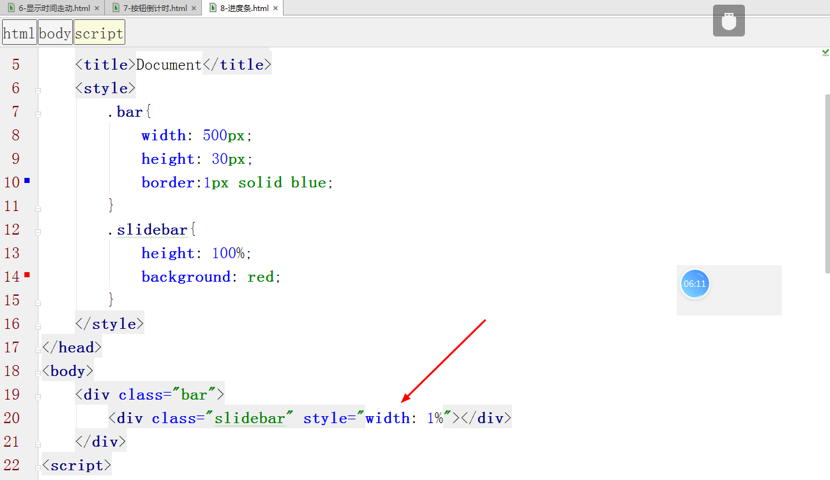 6-显示时间走动.html × 7-按钮倒计时.html × 8-进度条.html ×
html body script
5 <title>Document</title>
6 <style>
7 .bar{
8 width: 500px;
9 height: 30px;
10 border:1px solid blue;
11 }
12 .slidebar{
13 height: 100%;
14 background: red;
15 }
16 </style>
17 </head>
18 <body>
19 <div class="bar">
20 <div class="slidebar" style="width: 1%"></div>
21 </div>
22 <script>
06:11